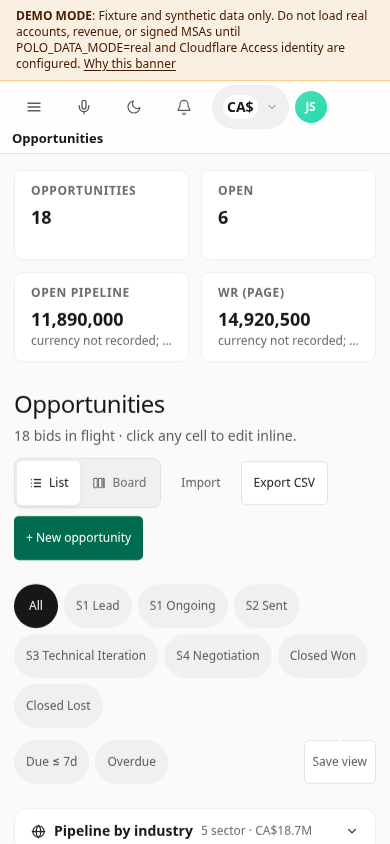 DEMO MODE: Fixture and synthetic data only. Do not load real
accounts, revenue, or signed MSAs until
POLO_DATA_MODE=real and Cloudflare Access identity are
configured. Why this banner
CA$
JS
Opportunities
OPPORTUNITIES
18
OPEN
6
OPEN PIPELINE
11,890,000
currency not recorded; ...
WR (PAGE)
14,920,500
currency not recorded; ...
Opportunities
18 bids in flight · click any cell to edit inline.
List
Board
Import
Export CSV
+ New opportunity
All
S1 Lead
S1 Ongoing
S2 Sent
S3 Technical Iteration
S4 Negotiation
Closed Won
Closed Lost
Due ≤ 7d
Overdue
Save view
Pipeline by industry 5 sector · CA$18.7M